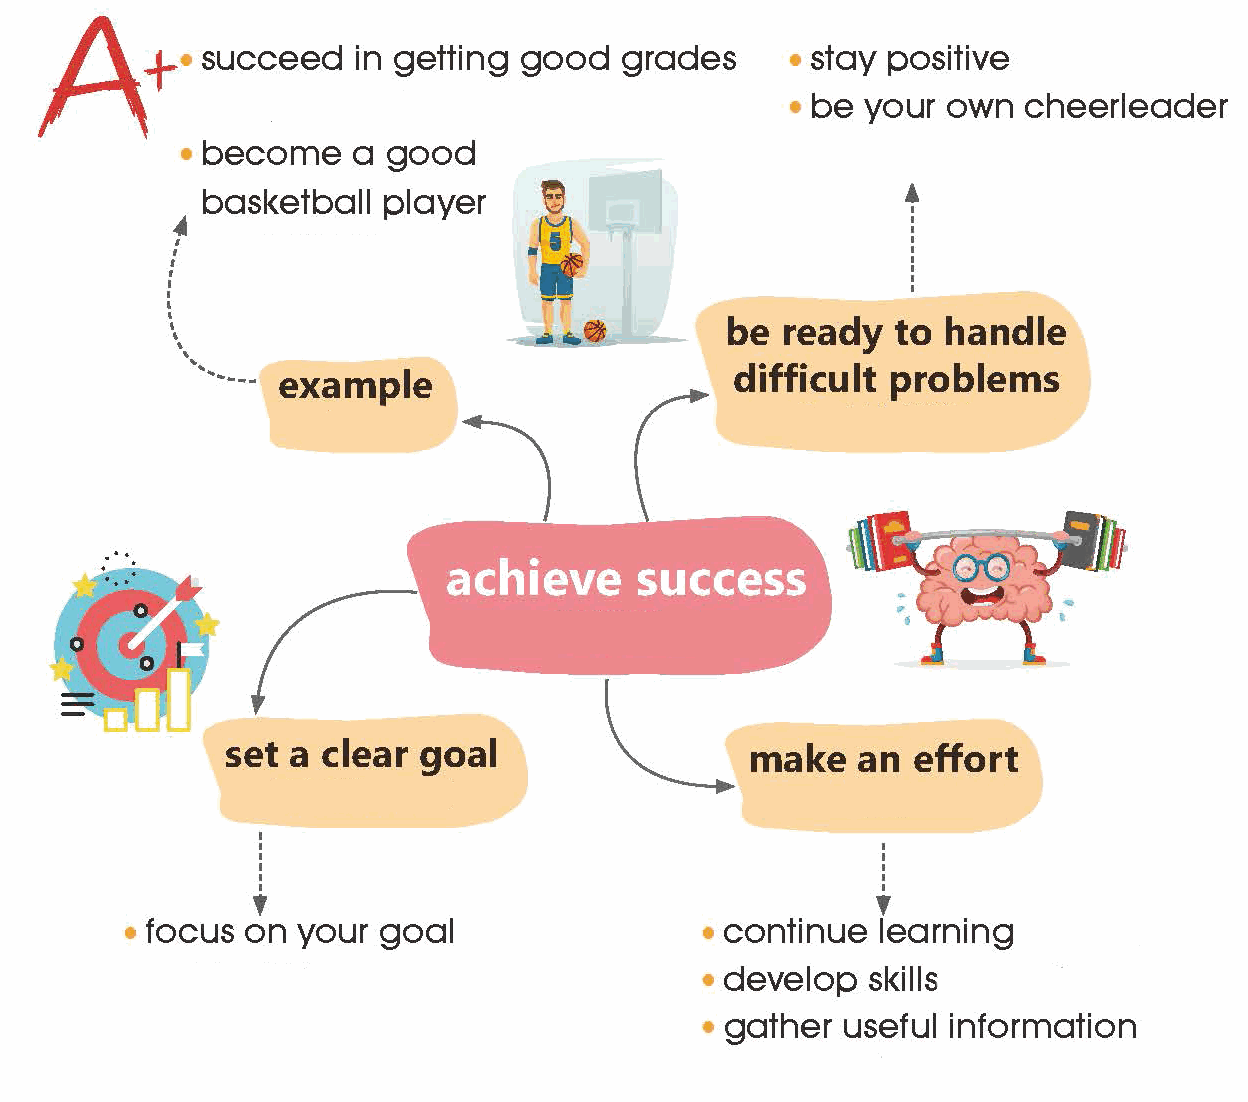 A+
succeed in getting good grades
become a good
basketball player
stay positive
be your own cheerleader
5
example
be ready to handle
difficult problems
achieve success
set a clear goal
make an effort
focus on your goal
continue learning
develop skills
gather useful information